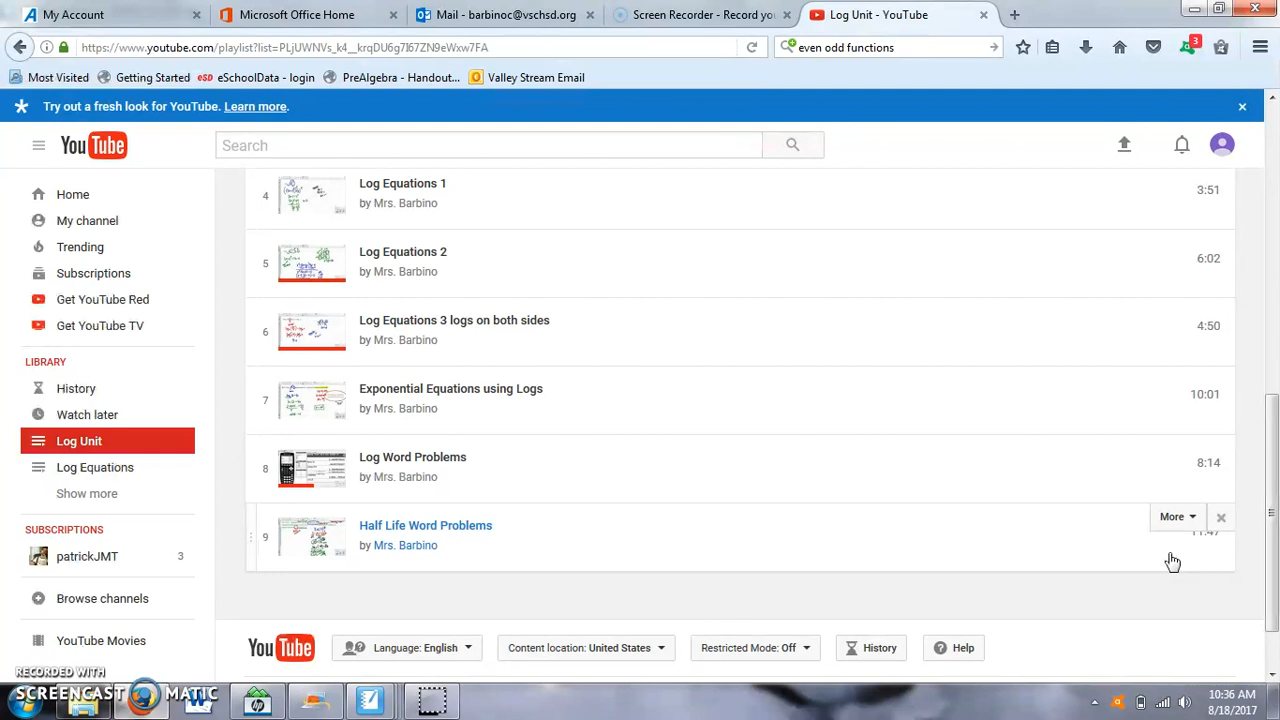 My Account
Microsoft Office Home
Mail - barbinoc@vschsd.org
Screen Recorder - Record yo
Log Unit - YouTube
https://www.youtube.com/playlist?list=PLjUWNVs_k4__krqDU6g7I67ZN9eWxw7FA
even odd functions
3
Most Visited
Getting Started
esD eSchoolData - login
PreAlgebra - Handout...
Valley Stream Email
Try out a fresh look for YouTube. Learn more.
YouTube
Search
Home
My channel
Trending
Subscriptions
Get YouTube Red
Get YouTube TV
LIBRARY
History
Watch later
Log Unit
Log Equations
Show more
SUBSCRIPTIONS
patrickJMT 3
Browse channels
YouTube Movies
4 Log Equations 1 3:51
by Mrs. Barbino
5 Log Equations 2 6:02
by Mrs. Barbino
6 Log Equations 3 logs on both sides 4:50
by Mrs. Barbino
7 Exponential Equations using Logs 10:01
by Mrs. Barbino
8 Log Word Problems 8:14
by Mrs. Barbino
9 Half Life Word Problems More 11:47
by Mrs. Barbino
YouTube
Language: English
Content location: United States
Restricted Mode: Off
History
Help
RECORDED WITH
SCREENCAST MATIC
10:36 AM
8/18/2017